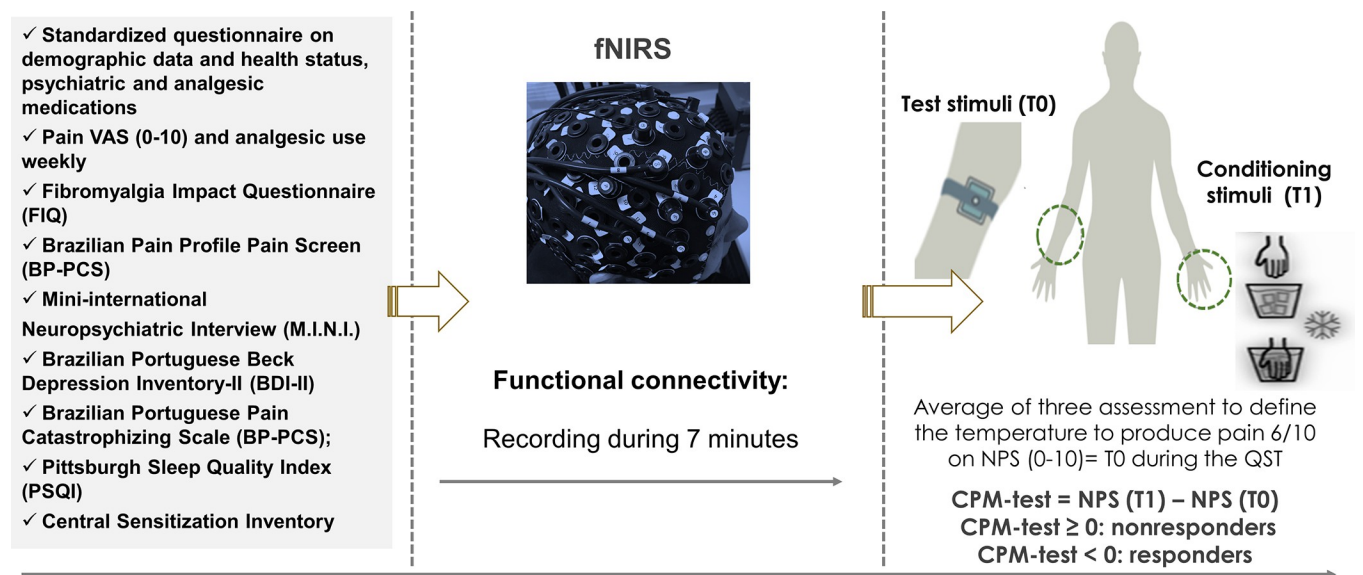 ✓ Standardized questionnaire on
demographic data and health status,
psychiatric and analgesic
medications
✓ Pain VAS (0-10) and analgesic use
weekly
✓ Fibromyalgia Impact Questionnaire
(FIQ)
✓ Brazilian Pain Profile Pain Screen
(BP-PCS)
✓ Mini-international
Neuropsychiatric Interview (M.I.N.I.)
✓ Brazilian Portuguese Beck
Depression Inventory-II (BDI-II)
✓ Brazilian Portuguese Pain
Catastrophizing Scale (BP-PCS);
✓ Pittsburgh Sleep Quality Index
(PSQI)
✓ Central Sensitization Inventory
fNIRS
Functional connectivity:
Recording during 7 minutes
Test stimuli (T0)
Conditioning
stimuli (T1)
Average of three assessment to define
the temperature to produce pain 6/10
on NPS (0-10)= T0 during the QST
CPM-test = NPS (T1) – NPS (T0)
CPM-test ≥ 0: nonresponders
CPM-test < 0: responders